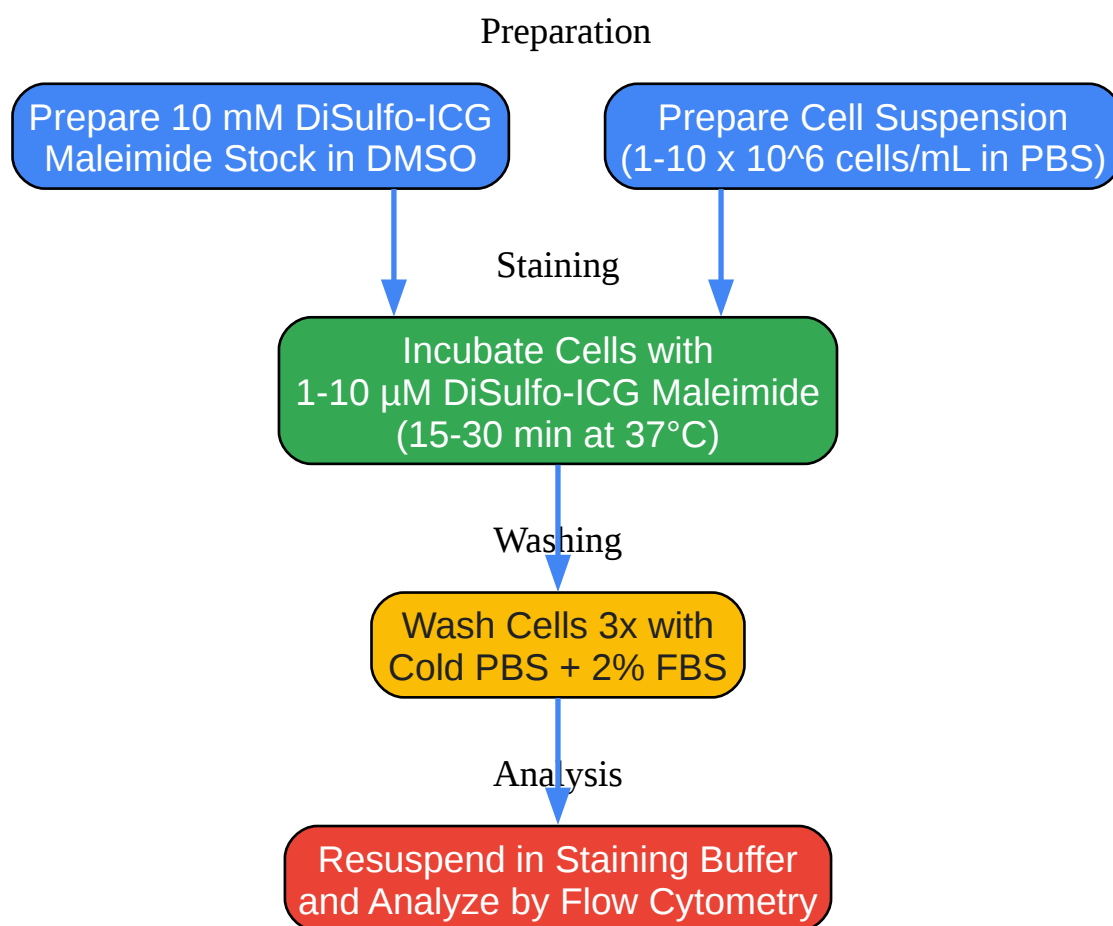 Preparation
Prepare 10 mM DiSulfo-ICG
Maleimide Stock in DMSO
Prepare Cell Suspension
(1-10 x 10^6 cells/mL in PBS)
Staining
Incubate Cells with
1-10 µM DiSulfo-ICG Maleimide
(15-30 min at 37°C)
Washing
Wash Cells 3x with
Cold PBS + 2% FBS
Analysis
Resuspend in Staining Buffer
and Analyze by Flow Cytometry